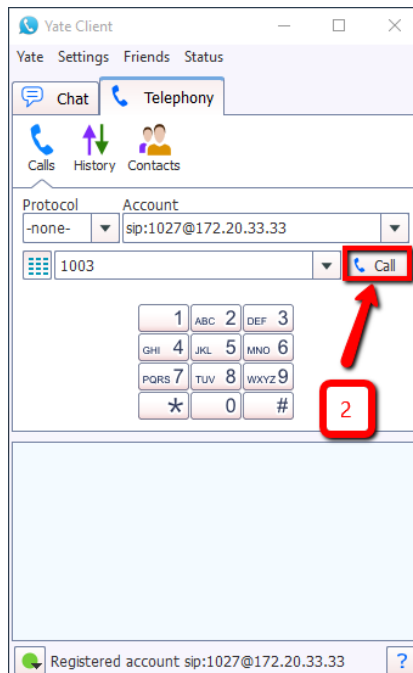 Yate Client
Yate Settings Friends Status
Chat Telephony
Calls History Contacts
Protocol Account
-none- sip:1027@172.20.33.33
1003 Call
1 ABC 2 DEF 3
GHI 4 JKL 5 MNO 6
PQRS 7 TUV 8 WXYZ 9
* 0 #
2
Registered account sip:1027@172.20.33.33 ?